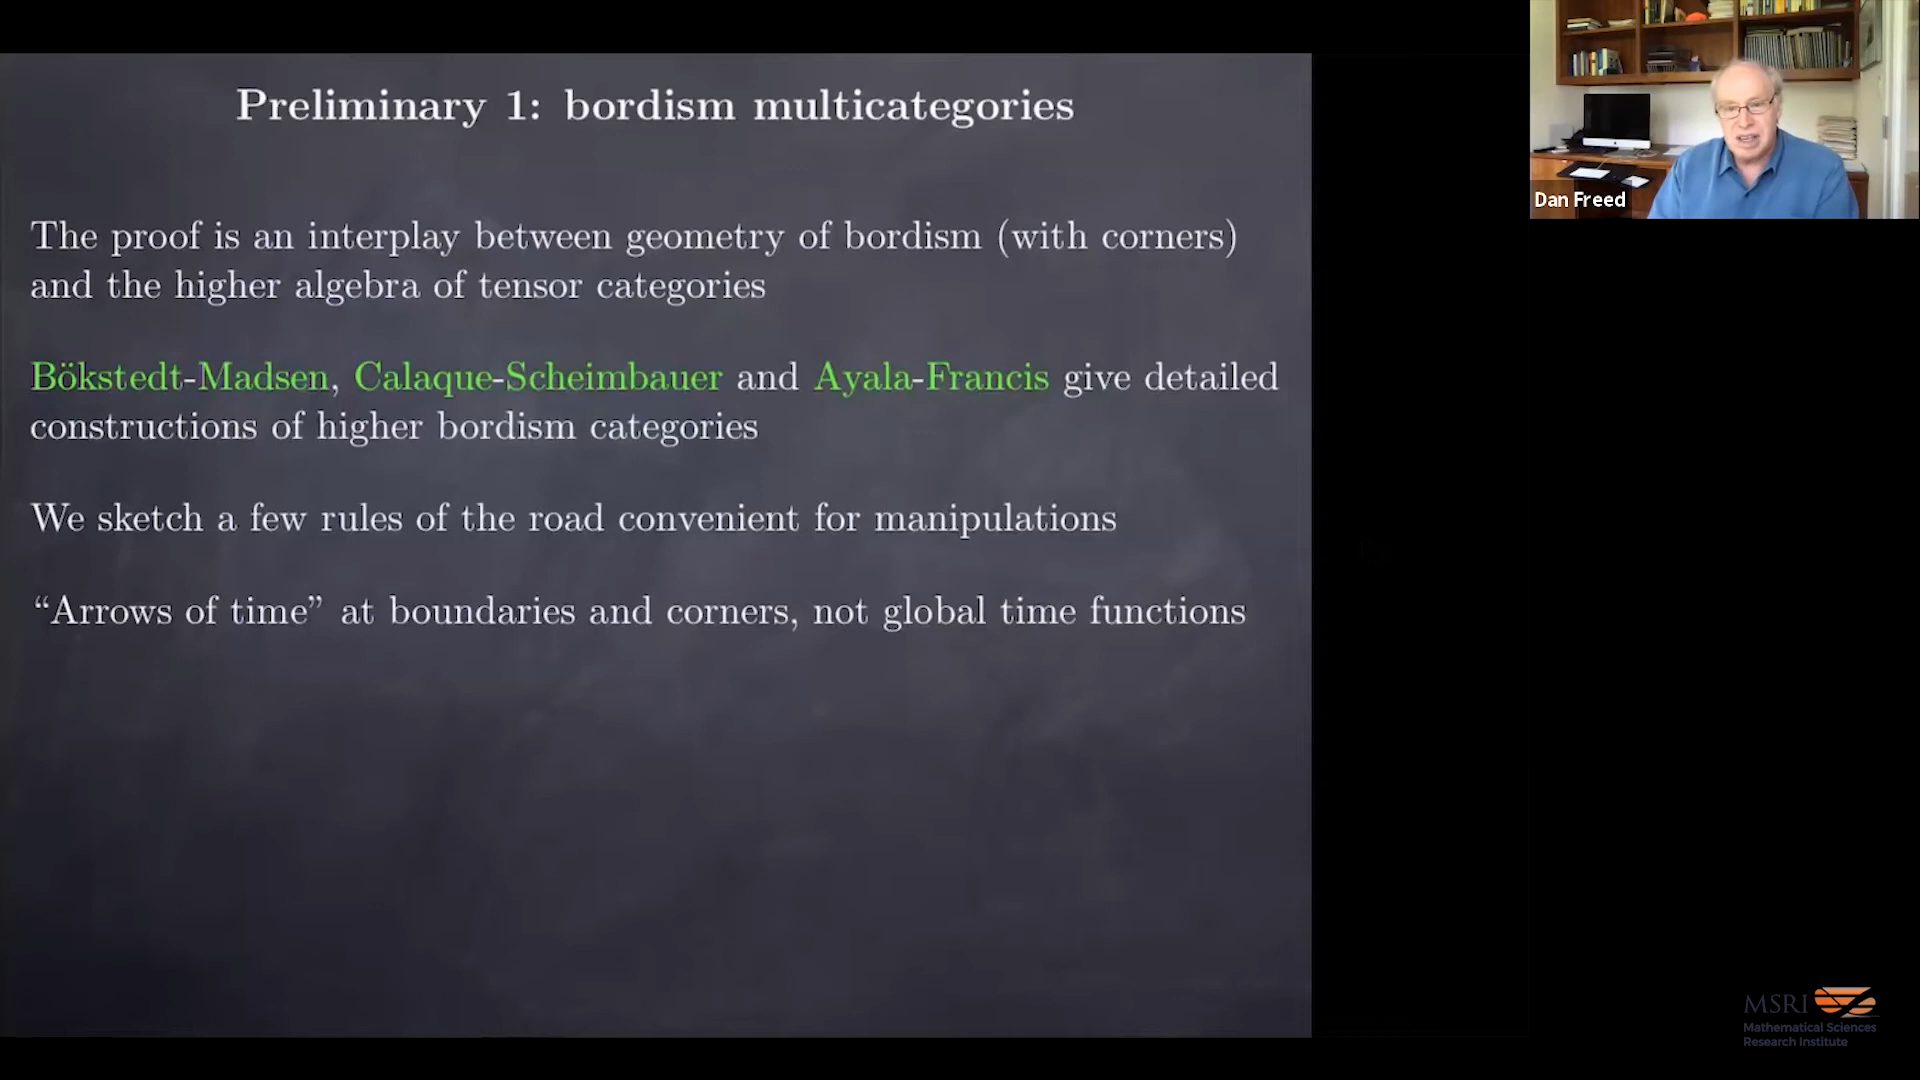 Preliminary 1: bordism multicategories
The proof is an interplay between geometry of bordism (with corners)
and the higher algebra of tensor categories
Bökstedt-Madsen, Calaque-Scheimbauer and Ayala-Francis give detailed
constructions of higher bordism categories
We sketch a few rules of the road convenient for manipulations
“Arrows of time” at boundaries and corners, not global time functions
Dan Freed
MSRI
Mathematical Sciences
Research Institute